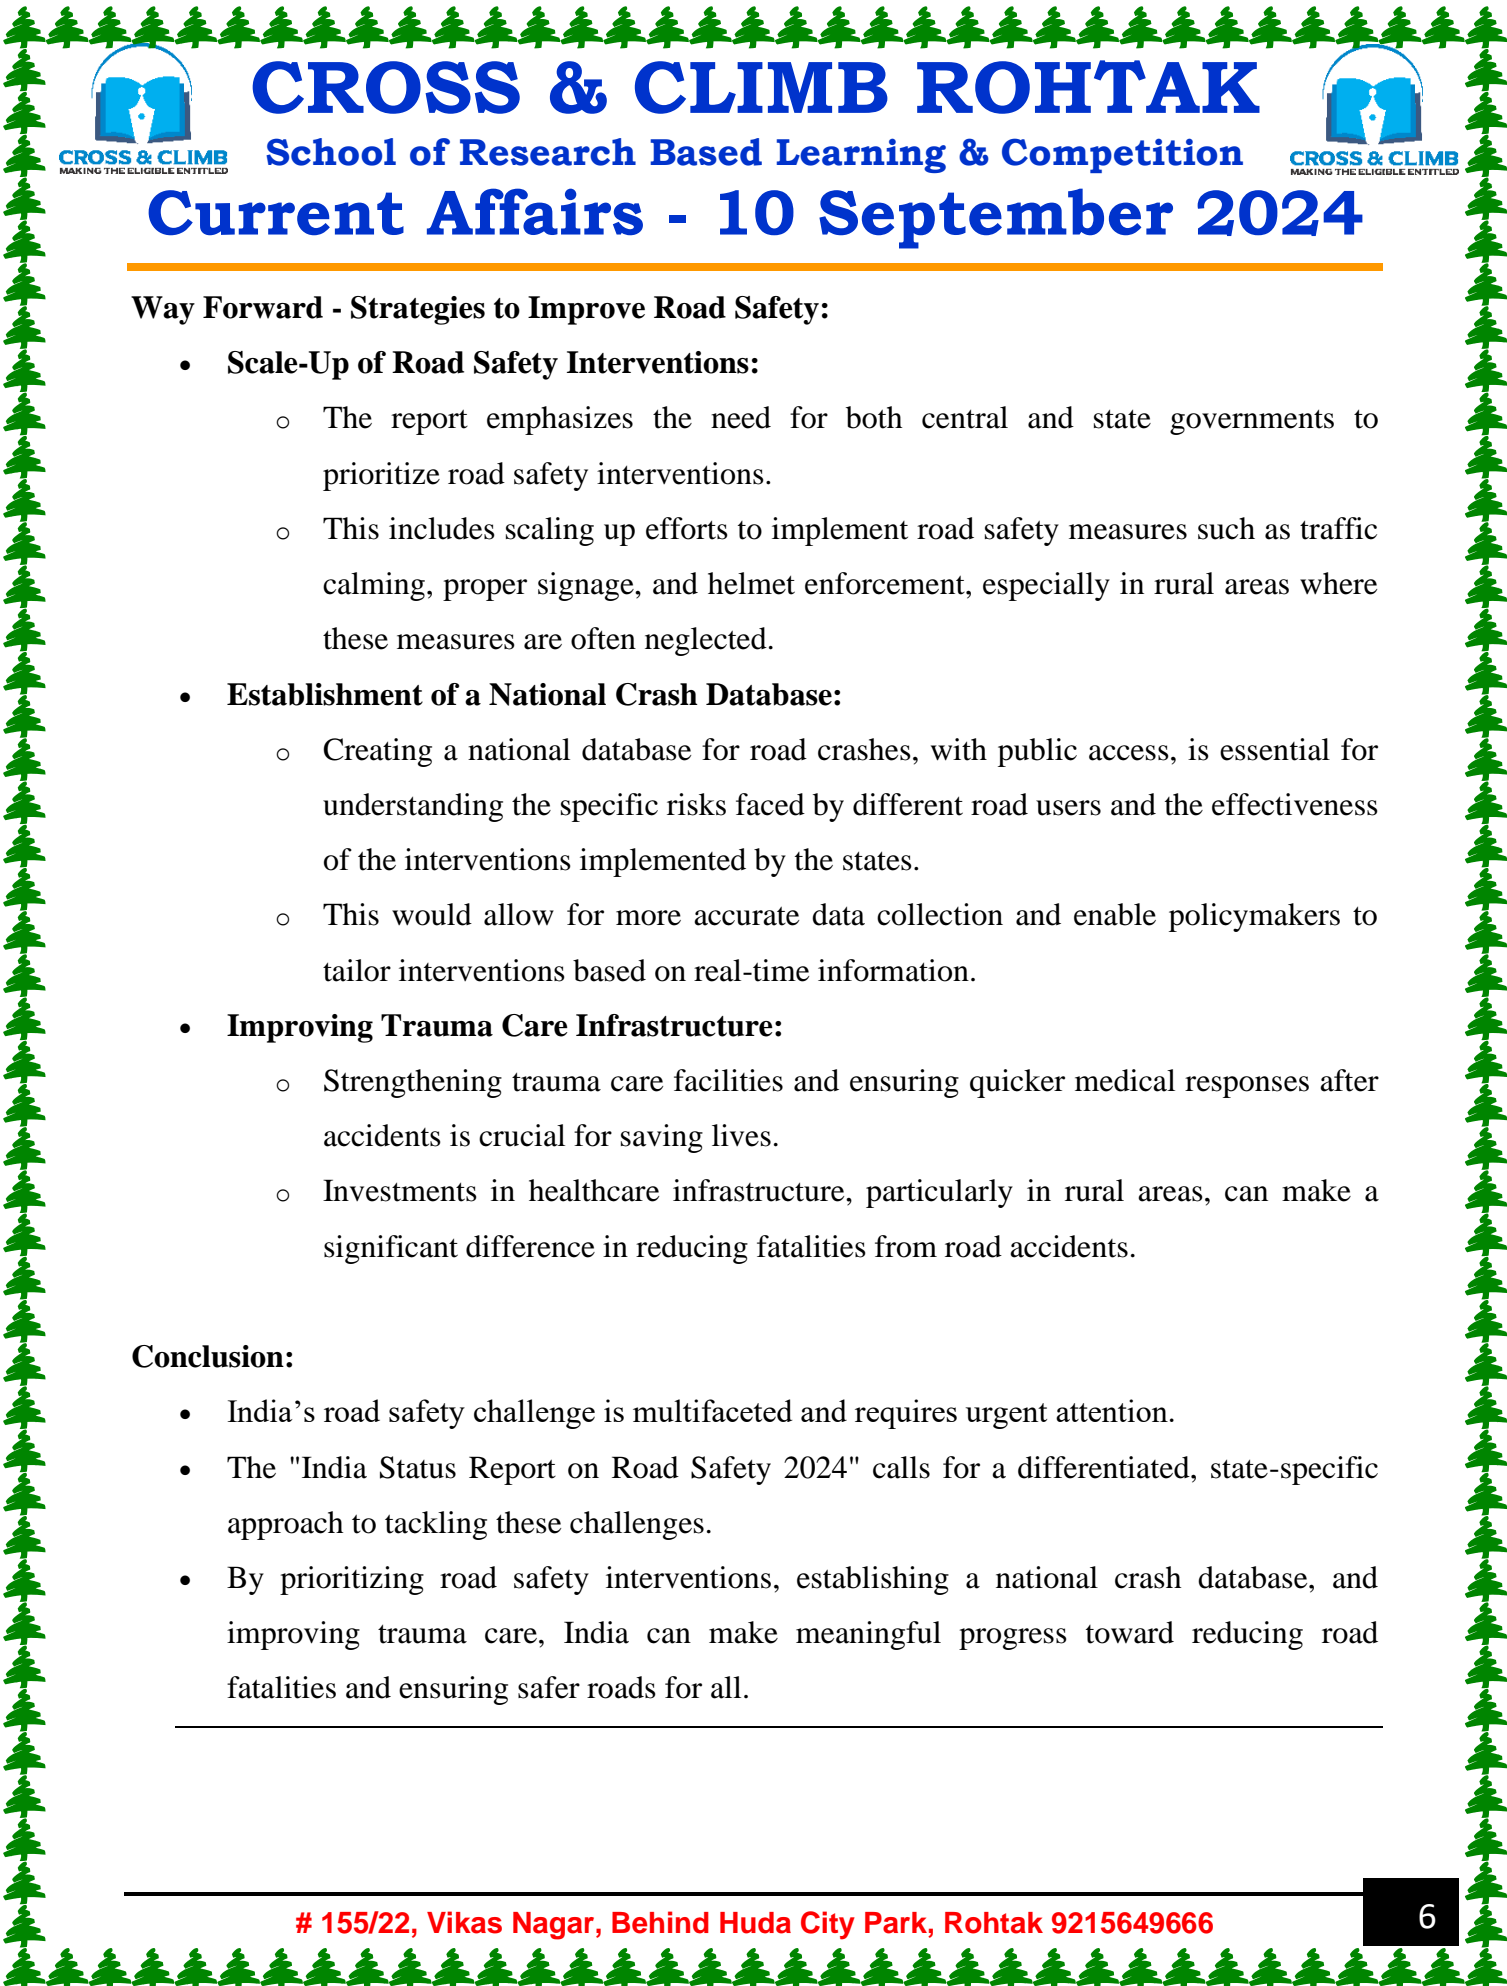 CROSS & CLIMB ROHTAK
CROSS & CLIMB
MAKING THE ELIGIBLE ENTITLED
School of Research Based Learning & Competition
CROSS & CLIMB
MAKING THE ELIGIBLE ENTITLED
Current Affairs - 10 September 2024
Way Forward - Strategies to Improve Road Safety:
• Scale-Up of Road Safety Interventions:
o The report emphasizes the need for both central and state governments to
prioritize road safety interventions.
o This includes scaling up efforts to implement road safety measures such as traffic
calming, proper signage, and helmet enforcement, especially in rural areas where
these measures are often neglected.
• Establishment of a National Crash Database:
o Creating a national database for road crashes, with public access, is essential for
understanding the specific risks faced by different road users and the effectiveness
of the interventions implemented by the states.
o This would allow for more accurate data collection and enable policymakers to
tailor interventions based on real-time information.
• Improving Trauma Care Infrastructure:
o Strengthening trauma care facilities and ensuring quicker medical responses after
accidents is crucial for saving lives.
o Investments in healthcare infrastructure, particularly in rural areas, can make a
significant difference in reducing fatalities from road accidents.
Conclusion:
• India’s road safety challenge is multifaceted and requires urgent attention.
• The "India Status Report on Road Safety 2024" calls for a differentiated, state-specific
approach to tackling these challenges.
• By prioritizing road safety interventions, establishing a national crash database, and
improving trauma care, India can make meaningful progress toward reducing road
fatalities and ensuring safer roads for all.
# 155/22, Vikas Nagar, Behind Huda City Park, Rohtak 9215649666
6